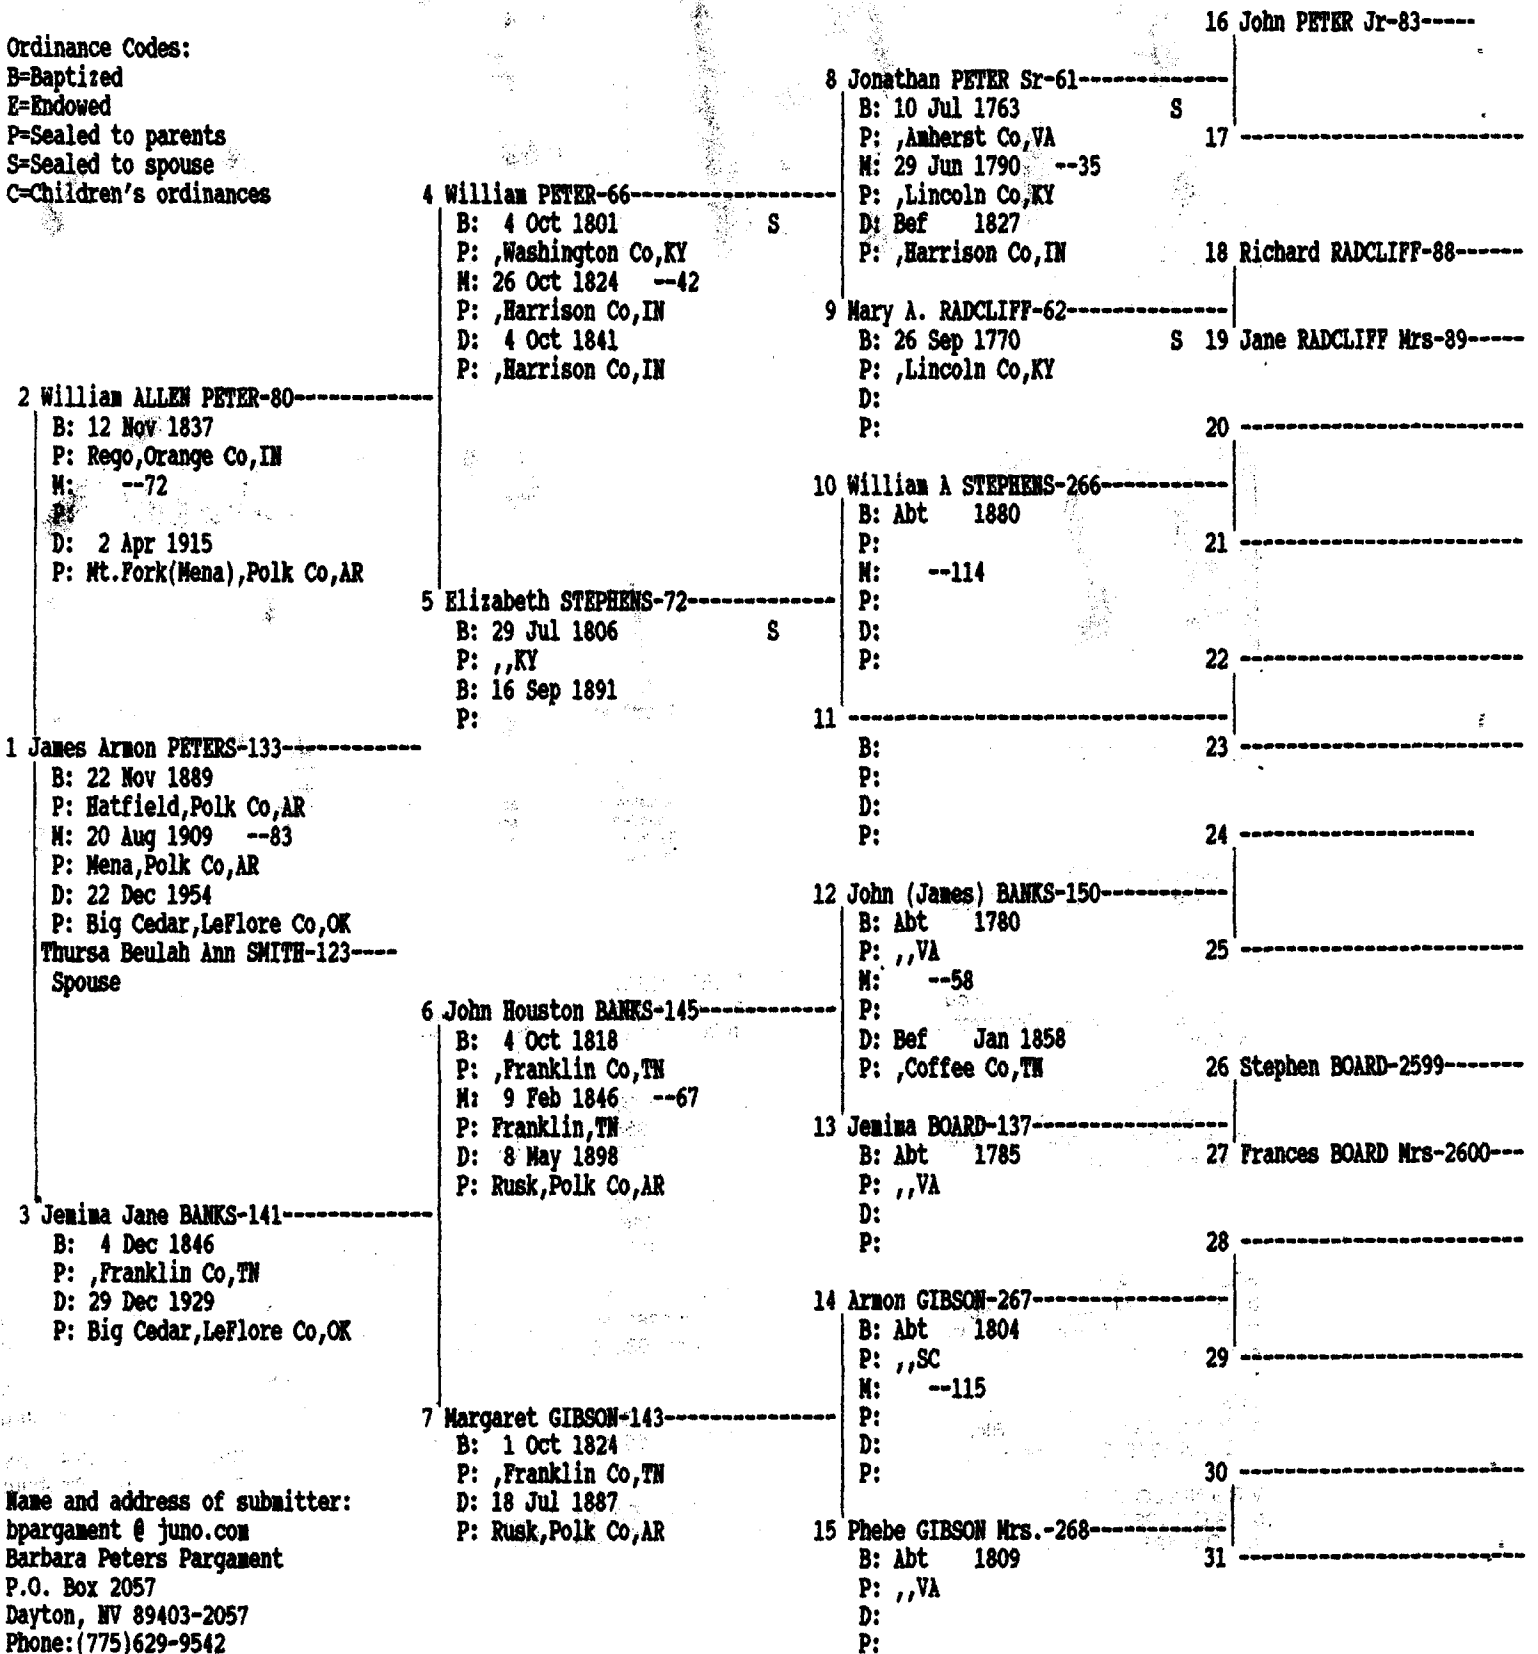 Ordinance Codes:
B=Baptized
E=Endowed
P=Sealed to parents
S=Sealed to spouse
C=Children's ordinances
1 James Armon PETERS-133------------
B: 22 Nov 1889
P: Hatfield,Polk Co,AR
M: 20 Aug 1909 --83
P: Mena,Polk Co,AR
D: 22 Dec 1954
P: Big Cedar,LeFlore Co,OK
Thursa Beulah Ann SMITH-123----
Spouse
2 William ALLEN PETER-80------------
B: 12 Nov 1837
P: Rego,Orange Co,IN
M: --72
P:
D: 2 Apr 1915
P: Mt.Fork(Mena),Polk Co,AR
3 Jemima Jane BANKS-141-------------
B: 4 Dec 1846
P: ,Franklin Co,TN
D: 29 Dec 1929
P: Big Cedar,LeFlore Co,OK
Name and address of submitter:
bpargament @ juno.com
Barbara Peters Pargament
P.O. Box 2057
Dayton, NV 89403-2057
Phone:(775)629-9542
4 William PETER-66------------------
B: 4 Oct 1801 S
P: ,Washington Co,KY
M: 26 Oct 1824 --42
P: ,Harrison Co,IN
D: 4 Oct 1841
P: ,Harrison Co,IN
5 Elizabeth STEPHENS-72-------------
B: 29 Jul 1806 S
P: ,,KY
B: 16 Sep 1891
P:
6 John Houston BANKS-145------------
B: 4 Oct 1818
P: ,Franklin Co,TN
M: 9 Feb 1846 --67
P: Franklin,TN
D: 8 May 1898
P: Rusk,Polk Co,AR
7 Margaret GIBSON-143---------------
B: 1 Oct 1824
P: ,Franklin Co,TN
D: 18 Jul 1887
P: Rusk,Polk Co,AR
8 Jonathan PETER Sr-61-------------
B: 10 Jul 1763 S
P: ,Amherst Co,VA
M: 29 Jun 1790 --35
P: ,Lincoln Co,KY
D: Bef 1827
P: ,Harrison Co,IN
9 Mary A. RADCLIFF-62--------------
B: 26 Sep 1770 S
P: ,Lincoln Co,KY
D:
P:
10 William A STEPHENS-266-----------
B: Abt 1880
P:
M: --114
P:
D:
P:
11 ---------------------------------
B:
P:
D:
P:
12 John (James) BANKS-150-----------
B: Abt 1780
P: ,,VA
M: --58
P:
D: Bef Jan 1858
P: ,Coffee Co,TN
13 Jemima BOARD-137-----------------
B: Abt 1785
P: ,,VA
D:
P:
14 Armon GIBSON-267-----------------
B: Abt 1804
P: ,,SC
M: --115
P:
D:
P:
15 Phebe GIBSON Mrs.-268------------
B: Abt 1809
P: ,,VA
D:
P:
16 John PETER Jr-83-----
17 -------------------------
18 Richard RADCLIFF-88------
19 Jane RADCLIFF Mrs-89-----
20 -------------------------
21 -------------------------
22 -------------------------
23 -------------------------
24 --------------------
25 -------------------------
26 Stephen BOARD-2599-------
27 Frances BOARD Mrs-2600---
28 -------------------------
29 -------------------------
30 -------------------------
31 -------------------------